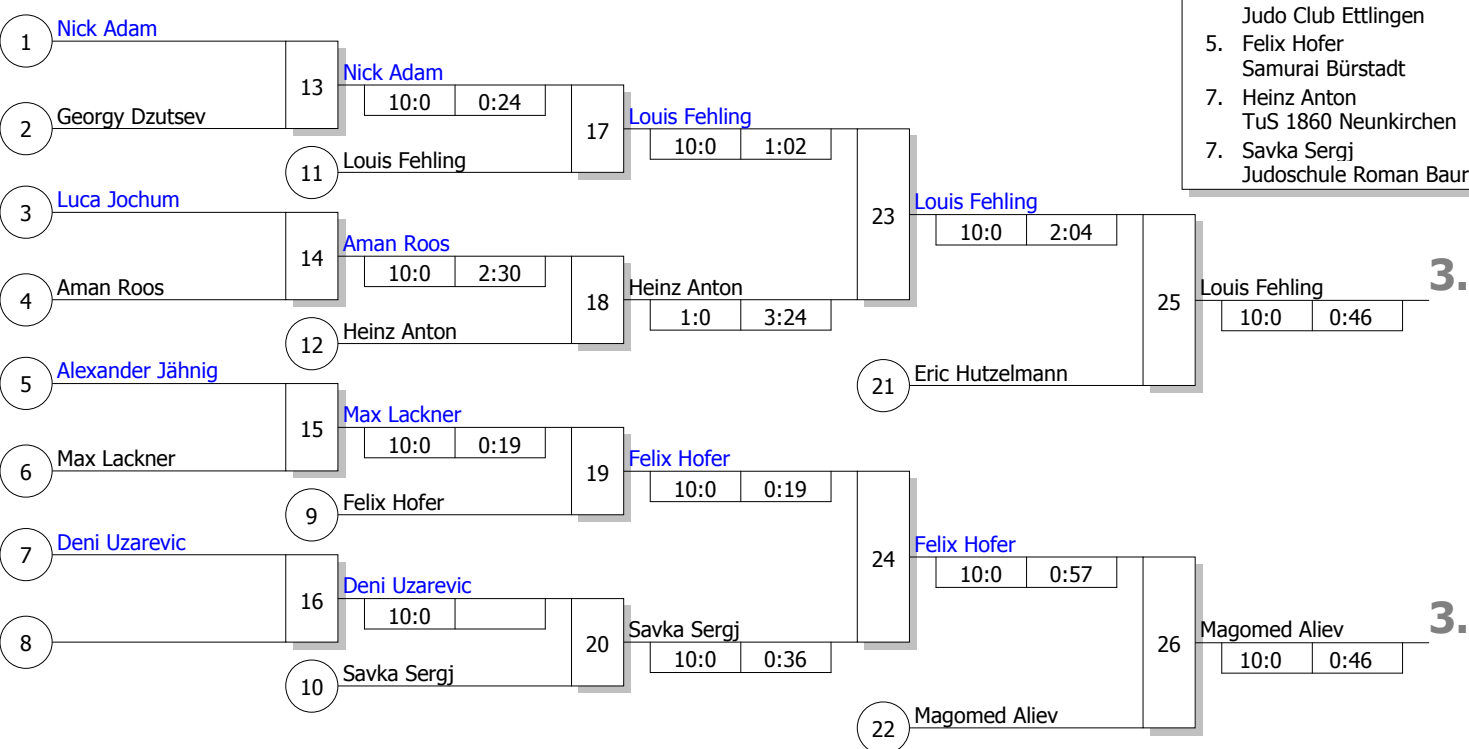 Judo Club Ettlingen
5. Felix Hofer
Samurai Bürstadt
7. Heinz Anton
TuS 1860 Neunkirchen
7. Savka Sergj
Judoschule Roman Baur
1 Nick Adam
13
Nick Adam
10:0 0:24
2 Georgy Dzutsev
17
Louis Fehling
10:0 1:02
11 Louis Fehling
3 Luca Jochum
23
Louis Fehling
10:0 2:04
14
Aman Roos
10:0 2:30
4 Aman Roos
18
Heinz Anton
1:0 3:24
12 Heinz Anton
25
Louis Fehling
10:0 0:46
3.
21 Eric Hutzelmann
5 Alexander Jähnig
15
Max Lackner
10:0 0:19
6 Max Lackner
19
Felix Hofer
10:0 0:19
9 Felix Hofer
7 Deni Uzarevic
24
Felix Hofer
10:0 0:57
16
Deni Uzarevic
10:0
8
20
Savka Sergj
10:0 0:36
10 Savka Sergj
26
Magomed Aliev
10:0 0:46
3.
22 Magomed Aliev